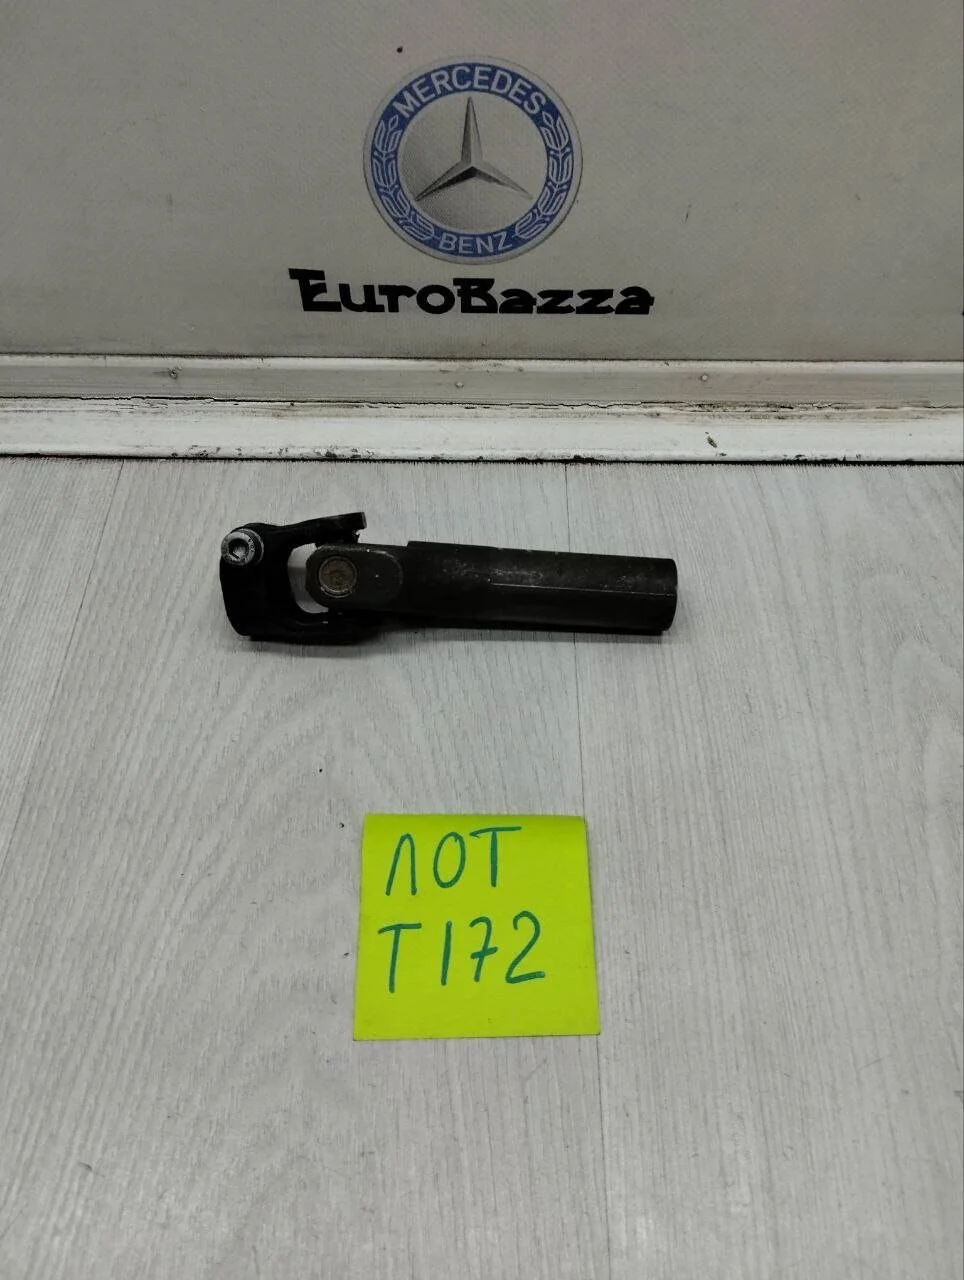 MERCEDES
BENZ
EuroBazza
ЛОТ
T172